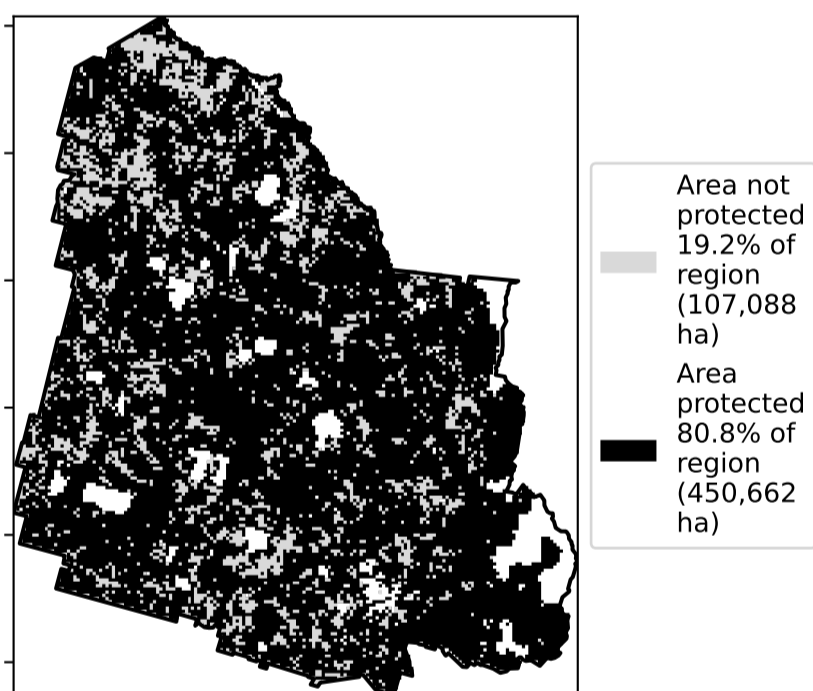 Area not
protected
19.2% of
region
(107,088
ha)
Area
protected
80.8% of
region
(450,662
ha)